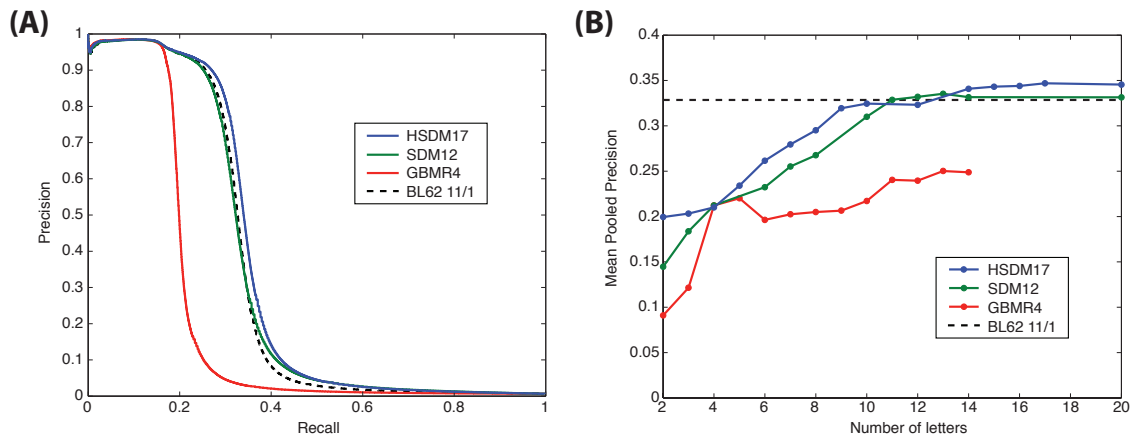 (A)
1
0.9
0.8
0.7
0.6
0.5
0.4
0.3
0.2
0.1
0
Precision
0 0.2 0.4 0.6 0.8 1
Recall
HSDM17
SDM12
GBMR4
BL62 11/1
(B)
0.4
0.35
0.3
0.25
0.2
0.15
0.1
0.05
0
Mean Pooled Precision
2 4 6 8 10 12 14 16 18 20
Number of letters
HSDM17
SDM12
GBMR4
BL62 11/1